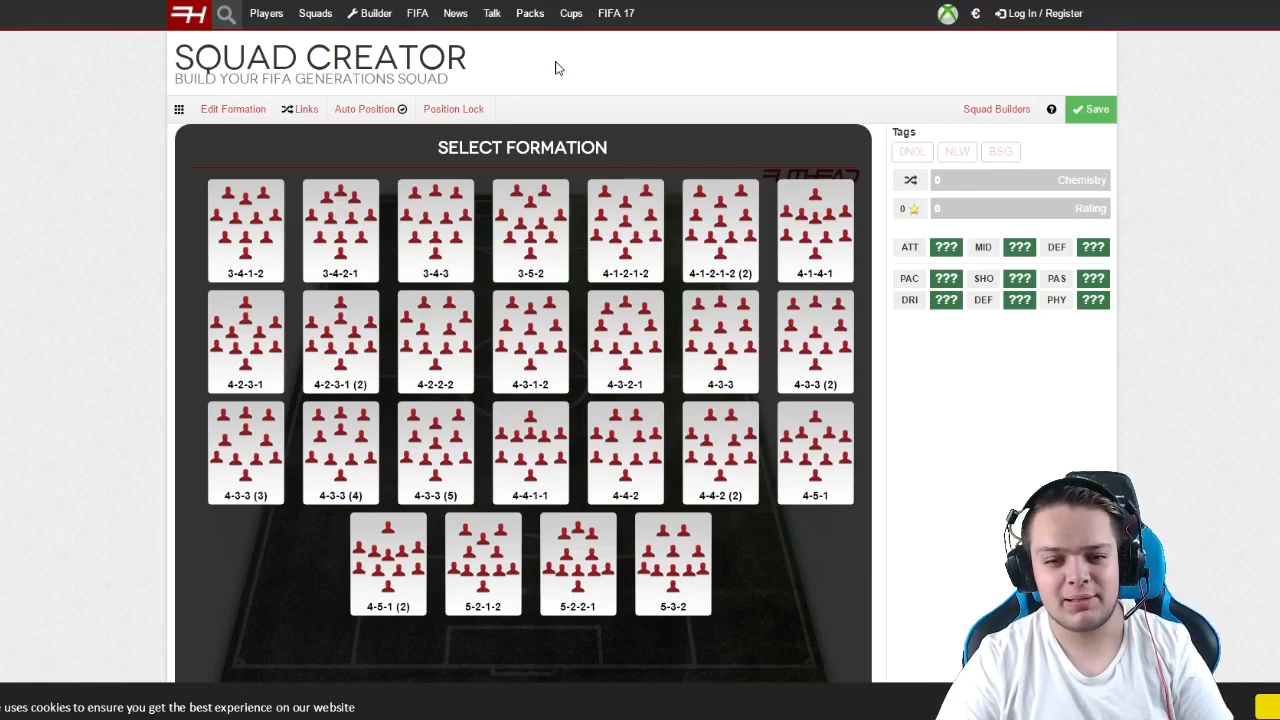 FH Players Squads Builder FIFA News Talk Packs Cups FIFA 17 € Log In / Register
SQUAD CREATOR
BUILD YOUR FIFA GENERATIONS SQUAD
Edit Formation Links Auto Position Position Lock Squad Builders Save
SELECT FORMATION
FUTHEAD
3-4-1-2 3-4-2-1 3-4-3 3-5-2 4-1-2-1-2 4-1-2-1-2 (2) 4-1-4-1
4-2-3-1 4-2-3-1 (2) 4-2-2-2 4-3-1-2 4-3-2-1 4-3-3 4-3-3 (2)
4-3-3 (3) 4-3-3 (4) 4-3-3 (5) 4-4-1-1 4-4-2 4-4-2 (2) 4-5-1
4-5-1 (2) 5-2-1-2 5-2-2-1 5-3-2
Tags
0N0L NLW BSG
0 Chemistry
0 0 Rating
ATT ??? MID ??? DEF ???
PAC ??? SHO ??? PAS ???
DRI ??? DEF ??? PHY ???
uses cookies to ensure you get the best experience on our website